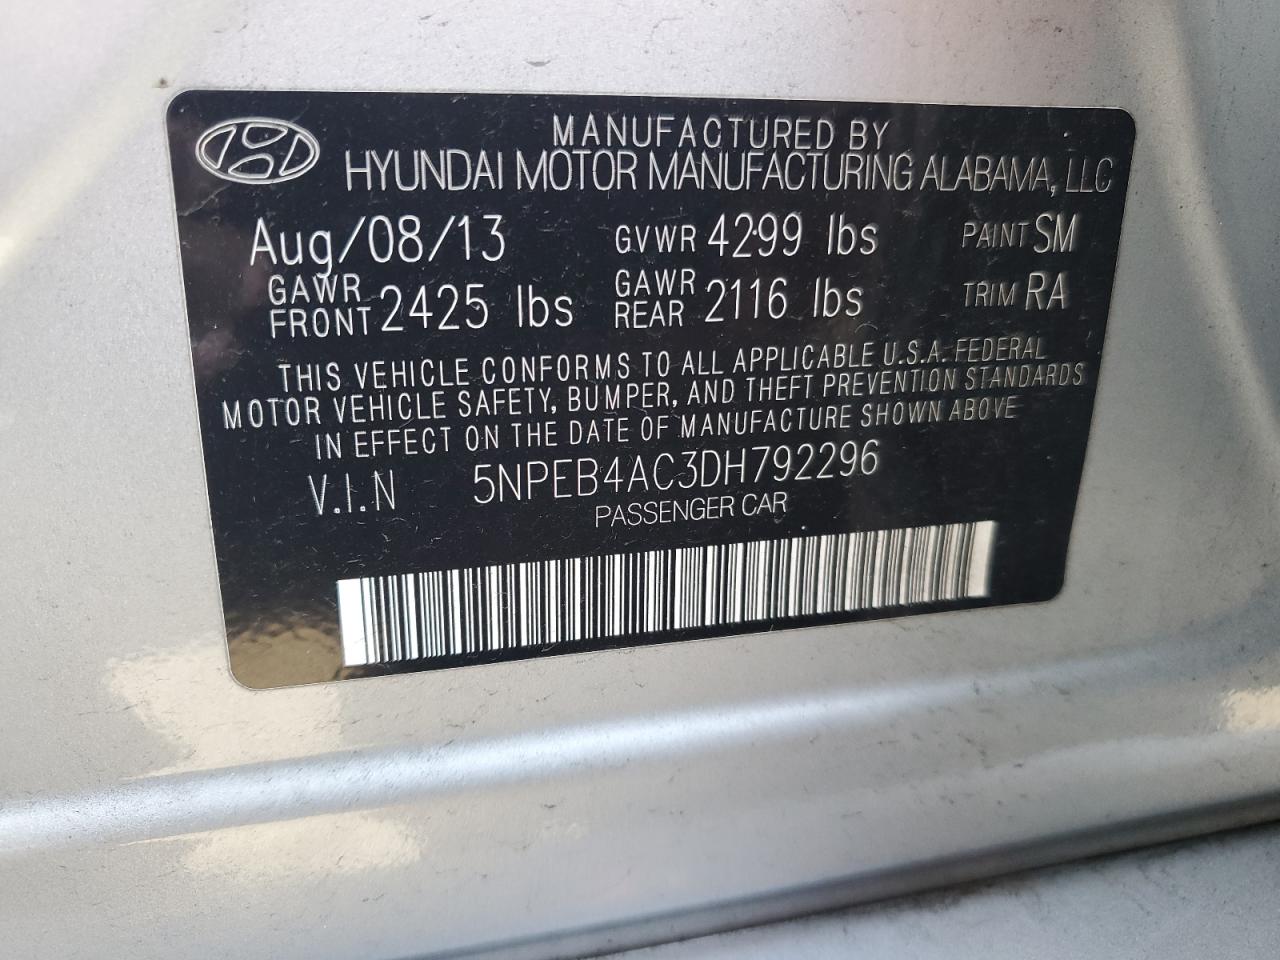 MANUFACTURED BY
HYUNDAI MOTOR MANUFACTURING ALABAMA, LLC
Aug/08/13 GVWR 4299 lbs PAINT SM
GAWR FRONT 2425 lbs GAWR REAR 2116 lbs TRIM RA
THIS VEHICLE CONFORMS TO ALL APPLICABLE U.S.A. FEDERAL
MOTOR VEHICLE SAFETY, BUMPER, AND THEFT PREVENTION STANDARDS
IN EFFECT ON THE DATE OF MANUFACTURE SHOWN ABOVE
V.I.N 5NPEB4AC3DH792296
PASSENGER CAR